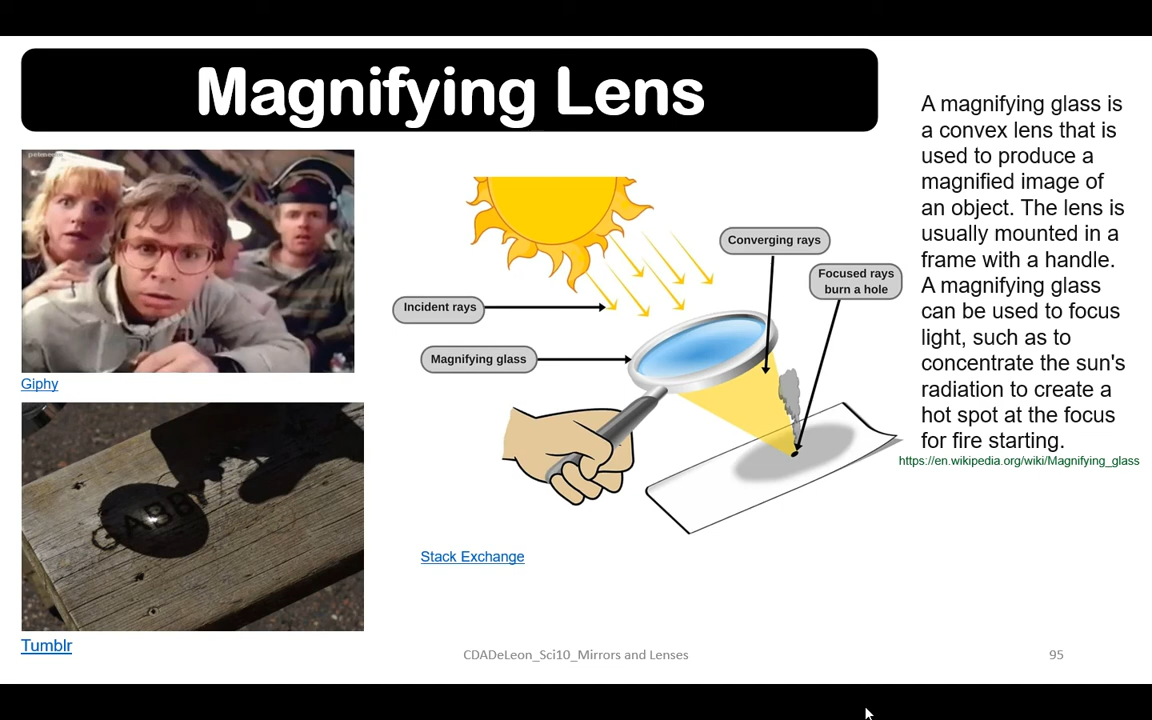 Magnifying Lens
Giphy
ABBY
Tumblr
Incident rays
Magnifying glass
Converging rays
Focused rays
burn a hole
Stack Exchange
A magnifying glass is
a convex lens that is
used to produce a
magnified image of
an object. The lens is
usually mounted in a
frame with a handle.
A magnifying glass
can be used to focus
light, such as to
concentrate the sun's
radiation to create a
hot spot at the focus
for fire starting.
https://en.wikipedia.org/wiki/Magnifying_glass
CDADeLeon_Sci10_Mirrors and Lenses
95